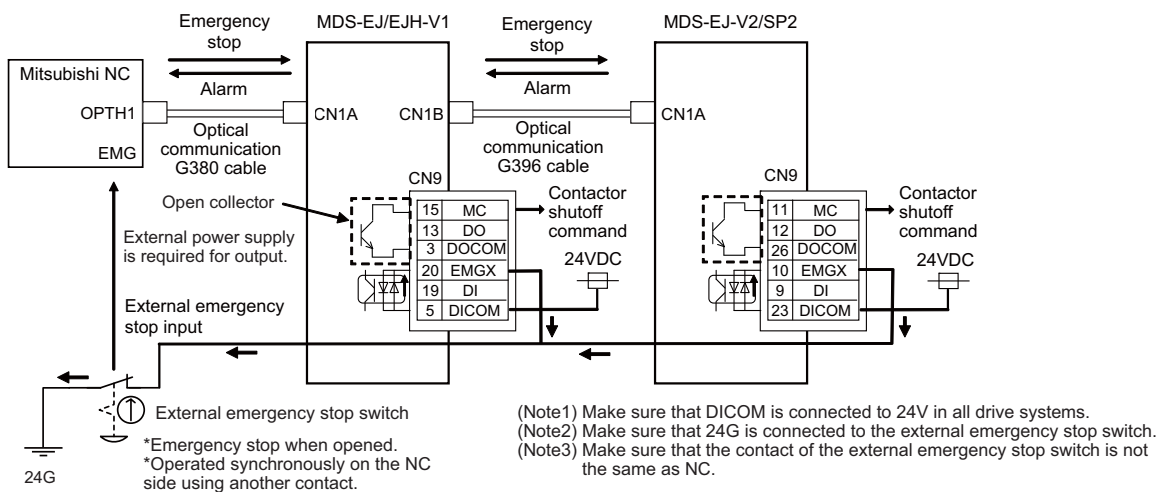 MDS-EJ/EJH-V1
MDS-EJ-V2/SP2
Emergency
stop
Emergency
stop
Mitsubishi NC
Alarm
Alarm
OPTH1
CN1A
CN1B
CN1A
EMG
Optical
communication
G380 cable
Optical
communication
G396 cable
CN9
CN9
Open collector
External power supply
is required for output.
15 MC
13 DO
3 DOCOM
20 EMGX
19 DI
5 DICOM
Contactor
shutoff
command
24VDC
11 MC
12 DO
26 DOCOM
10 EMGX
9 DI
23 DICOM
Contactor
shutoff
command
24VDC
External emergency
stop input
External emergency stop switch
*Emergency stop when opened.
*Operated synchronously on the NC
side using another contact.
24G
(Note1) Make sure that DICOM is connected to 24V in all drive systems.
(Note2) Make sure that 24G is connected to the external emergency stop switch.
(Note3) Make sure that the contact of the external emergency stop switch is not
the same as NC.